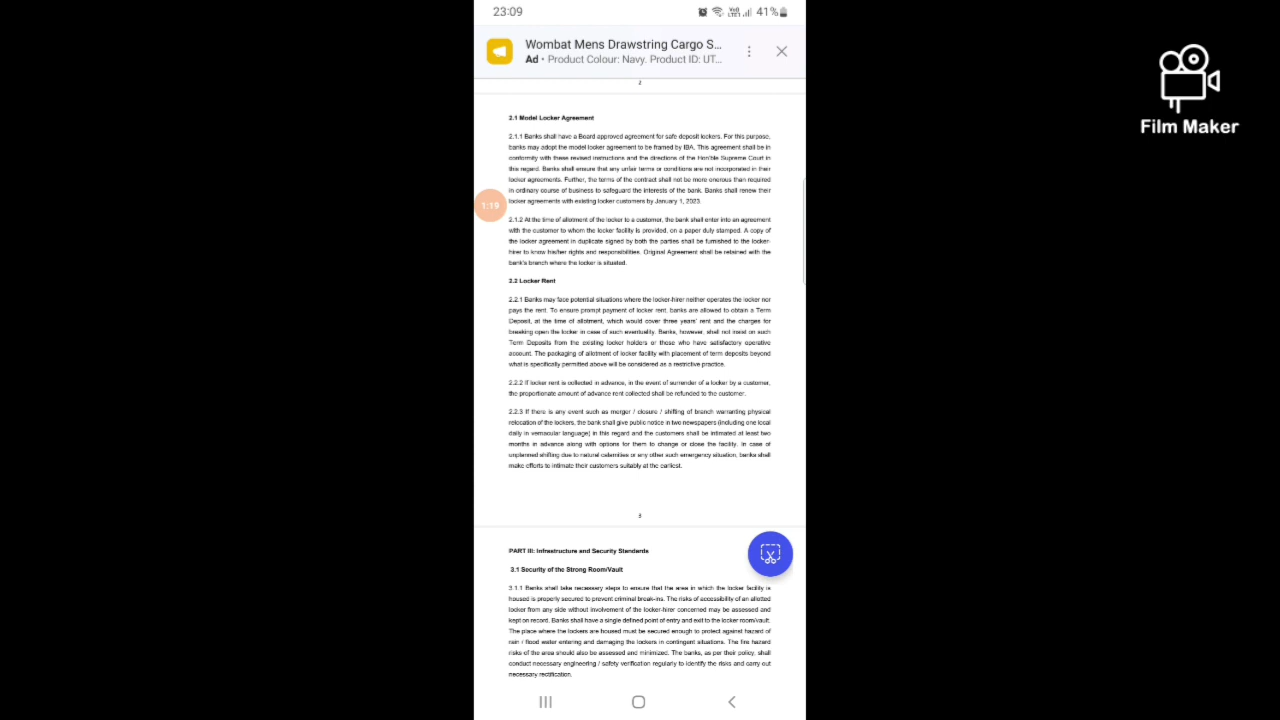 23:09
41%
Wombat Mens Drawstring Cargo S...
Ad • Product Colour: Navy. Product ID: UT...
Film Maker
2
2.1 Model Locker Agreement
2.1.1 Banks shall have a Board approved agreement for safe deposit lockers. For this purpose,
banks may adopt the model locker agreement to be framed by IBA. This agreement shall be in
conformity with these revised instructions and the directions of the Hon'ble Supreme Court in
this regard. Banks shall ensure that any unfair terms or conditions are not incorporated in their
locker agreements. Further, the terms of the contract shall not be more onerous than required
in ordinary course of business to safeguard the interests of the bank. Banks shall renew their
locker agreements with existing locker customers by January 1, 2023.
1:19
2.1.2 At the time of allotment of the locker to a customer, the bank shall enter into an agreement
with the customer to whom the locker facility is provided, on a paper duly stamped. A copy of
the locker agreement in duplicate signed by both the parties shall be furnished to the locker-
hirer to know his/her rights and responsibilities. Original Agreement shall be retained with the
bank's branch where the locker is situated.
2.2 Locker Rent
2.2.1 Banks may face potential situations where the locker-hirer neither operates the locker nor
pays the rent. To ensure prompt payment of locker rent, banks are allowed to obtain a Term
Deposit, at the time of allotment, which would cover three years' rent and the charges for
breaking open the locker in case of such eventuality. Banks, however, shall not insist on such
Term Deposits from the existing locker holders or those who have satisfactory operative
account. The packaging of allotment of locker facility with placement of term deposits beyond
what is specifically permitted above will be considered as a restrictive practice.
2.2.2 If locker rent is collected in advance, in the event of surrender of a locker by a customer,
the proportionate amount of advance rent collected shall be refunded to the customer.
2.2.3 If there is any event such as merger / closure / shifting of branch warranting physical
relocation of the lockers, the bank shall give public notice in two newspapers (including one local
daily in vernacular language) in this regard and the customers shall be intimated at least two
months in advance along with options for them to change or close the facility. In case of
unplanned shifting due to natural calamities or any other such emergency situation, banks shall
make efforts to intimate their customers suitably at the earliest.
3
PART III: Infrastructure and Security Standards
3.1 Security of the Strong Room/Vault
3.1.1 Banks shall take necessary steps to ensure that the area in which the locker facility is
housed is properly secured to prevent criminal break-ins. The risks of accessibility of an allotted
locker from any side without involvement of the locker-hirer concerned may be assessed and
kept on record. Banks shall have a single defined point of entry and exit to the locker room/vault.
The place where the lockers are housed must be secured enough to protect against hazard of
rain / flood water entering and damaging the lockers in contingent situations. The fire hazard
risks of the area should also be assessed and minimized. The banks, as per their policy, shall
conduct necessary engineering / safety verification regularly to identify the risks and carry out
necessary rectification.